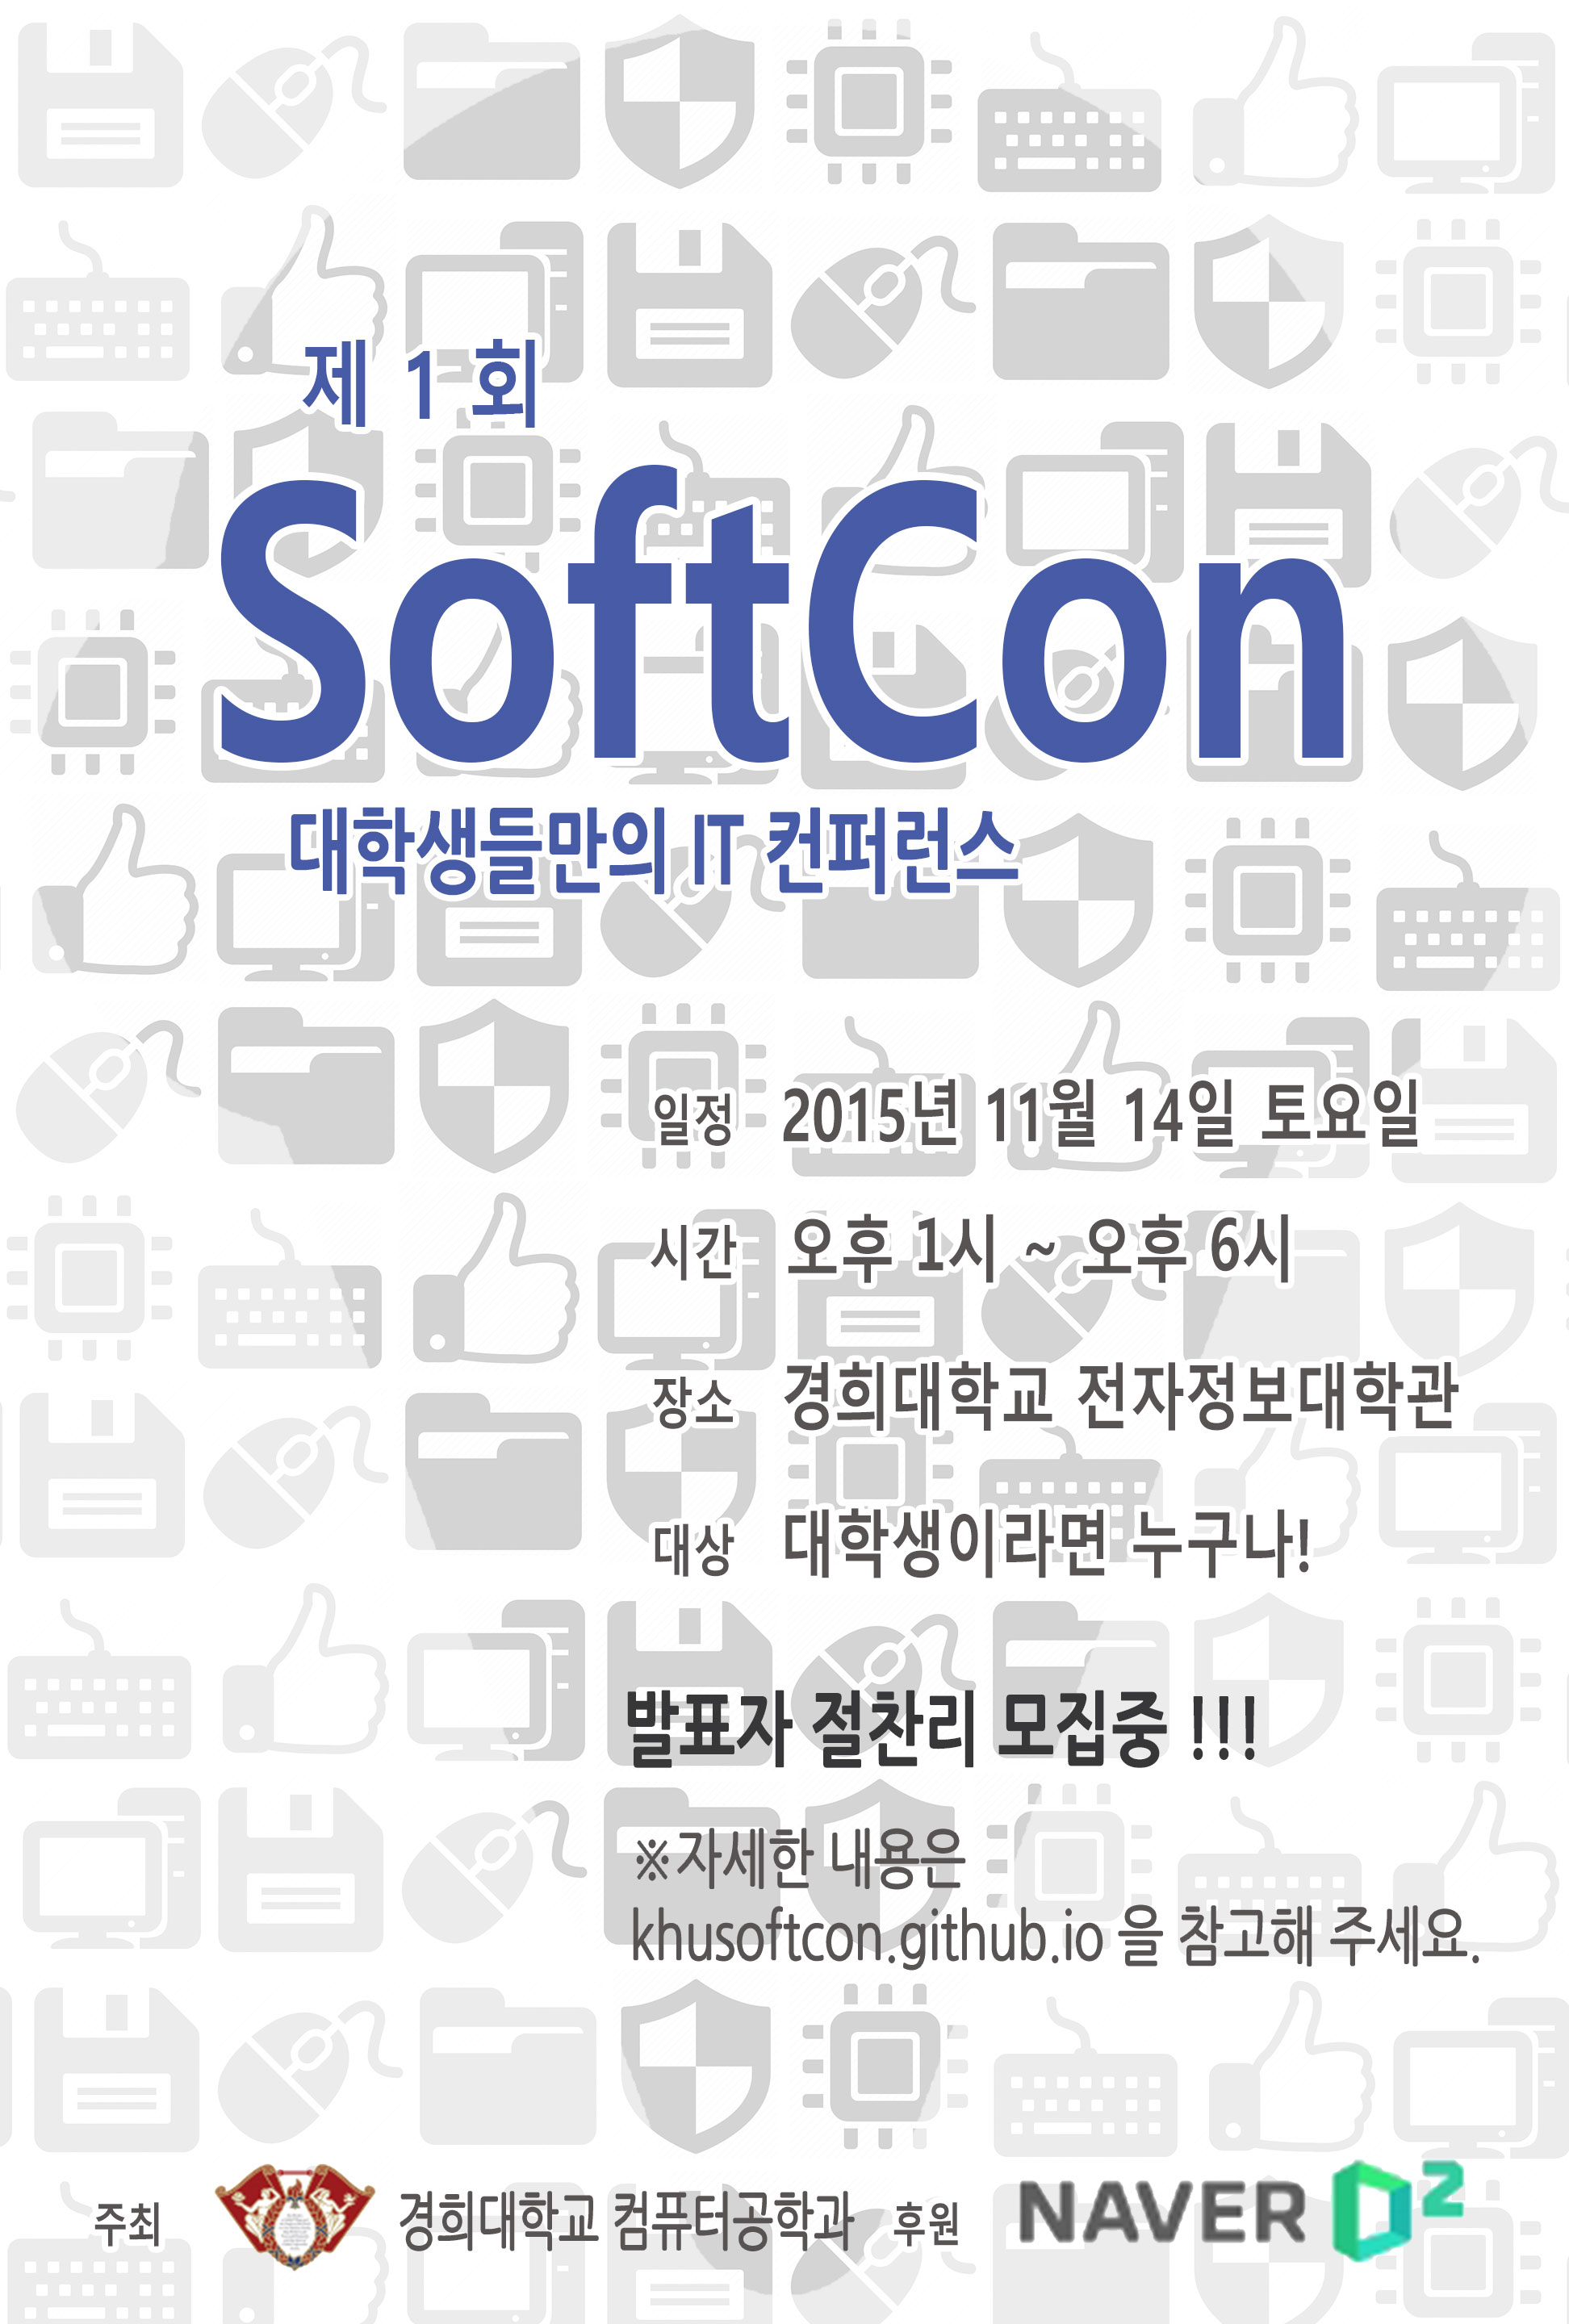 제 1 회
SoftCon
대학생들만의 IT 컨퍼런스
일정 2015년 11월 14일 토요일
시간 오후 1시 ~ 오후 6시
장소 경희대학교 전자정보대학관
대상 대학생이라면 누구나!
발표자 절찬리 모집중 !!!
※자세한 내용은
khusoftcon.github.io 을 참고해 주세요.
주최 경희대학교 컴퓨터공학과 후원 NAVER D2